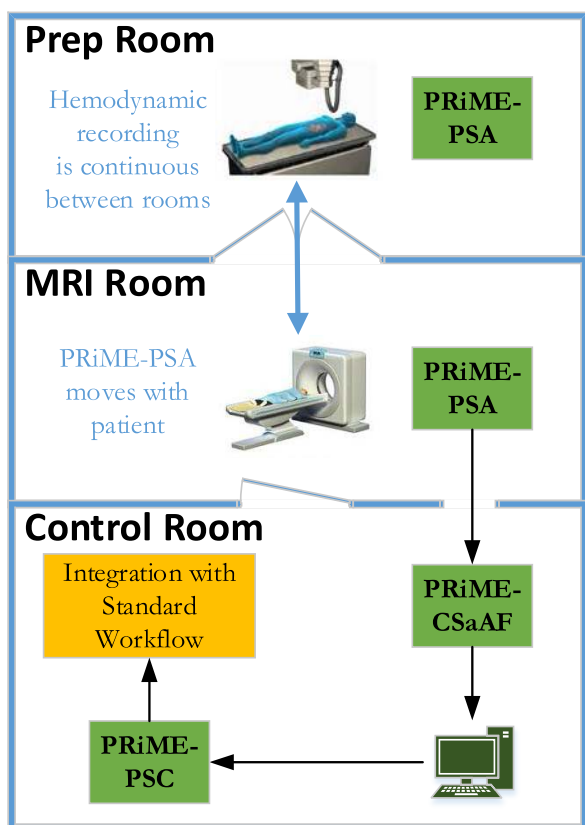 Prep Room
Hemodynamic
recording
is continuous
between rooms
PRiME-
PSA
MRI Room
PRiME-PSA
moves with
patient
PRiME-
PSA
Control Room
Integration with
Standard
Workflow
PRiME-
CSaAF
PRiME-
PSC